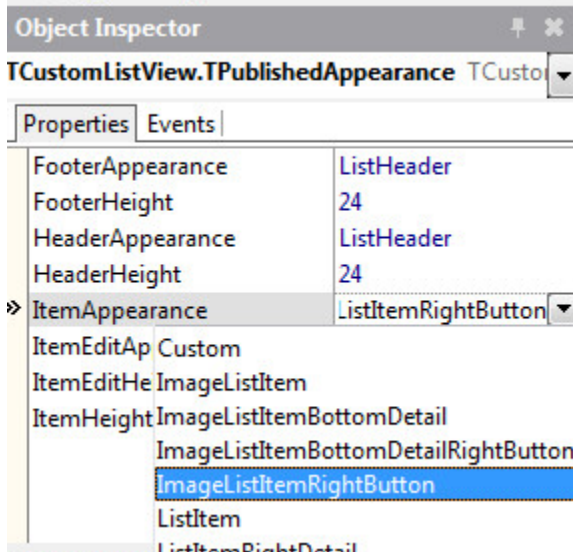 Object Inspector
TCustomListView.TPublishedAppearance TCusto
Properties Events
FooterAppearance ListHeader
FooterHeight 24
HeaderAppearance ListHeader
HeaderHeight 24
ItemAppearance ListItemRightButton
ItemEditAp Custom
ItemEditHe ImageListItem
ItemHeight ImageListItemBottomDetail
ImageListItemBottomDetailRightButton
ImageListItemRightButton
ListItem
ListItemRightDetail